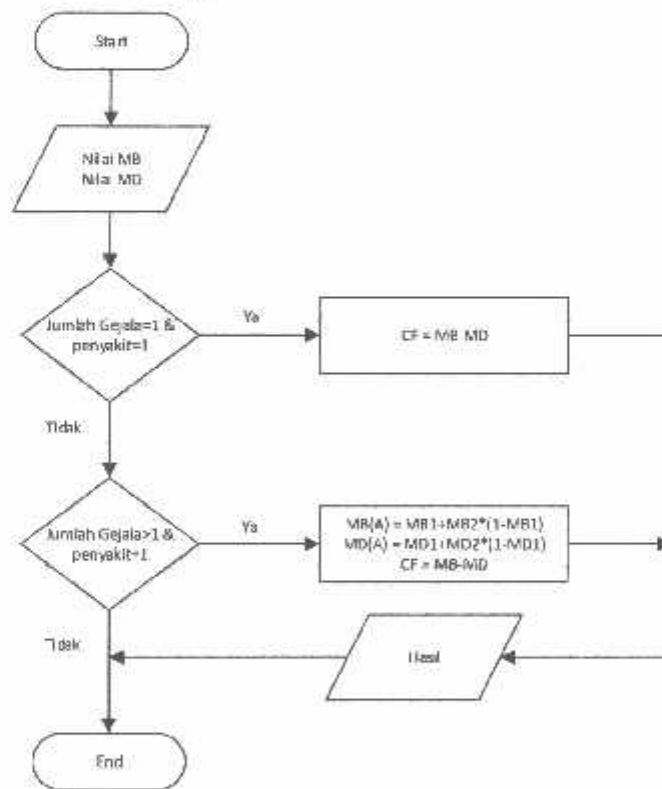 Start
Nilai MB
Nilai MD
Jumlah Gejala=1 &
penyakit=1
Ya
CF = MB MD
Tidak
Jumlah Gejala>1 &
penyakit=1
Ya
MB(A) = MB1+MB2*(1-MB1)
MD(A) = MD1+MD2*(1-MD1)
CF = MB-MD
Tidak
Hasil
End